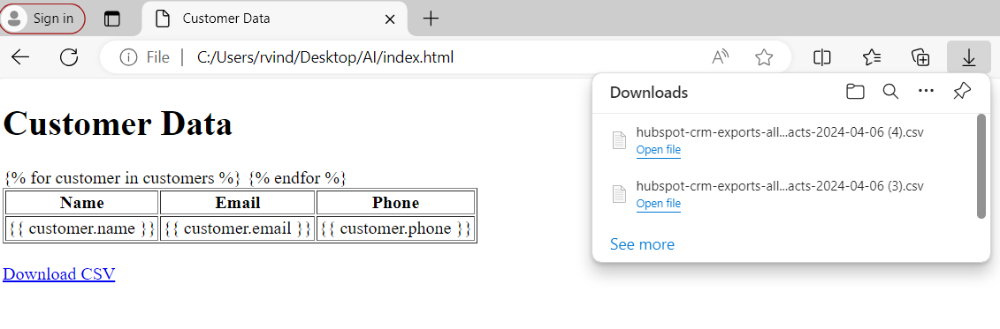 Sign in
Customer Data
File
C:/Users/rvind/Desktop/AI/index.html
Downloads
hubspot-crm-exports-all...acts-2024-04-06 (4).csv
Open file
hubspot-crm-exports-all...acts-2024-04-06 (3).csv
Open file
See more
Customer Data
{% for customer in customers %} {% endfor %}
Name Email Phone
{{ customer.name }} {{ customer.email }} {{ customer.phone }}
Download CSV